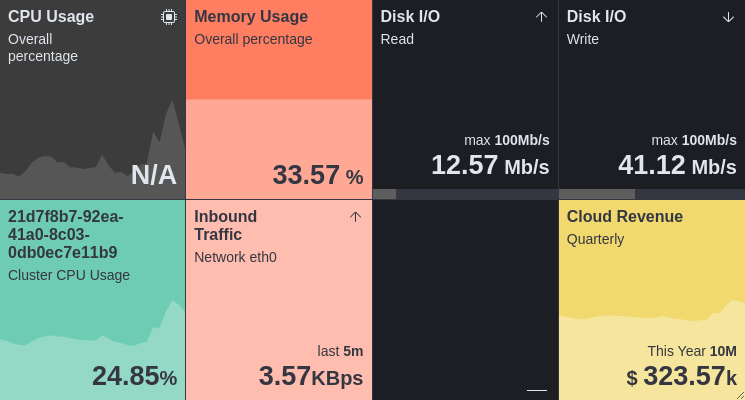 CPU Usage
Overall
percentage
N/A
Memory Usage
Overall percentage
33.57 %
Disk I/O
Read
max 100Mb/s
12.57 Mb/s
Disk I/O
Write
max 100Mb/s
41.12 Mb/s
21d7f8b7-92ea-
41a0-8c03-
0db0ec7e11b9
Cluster CPU Usage
24.85%
Inbound
Traffic
Network eth0
last 5m
3.57KBps
—
Cloud Revenue
Quarterly
This Year 10M
$ 323.57k